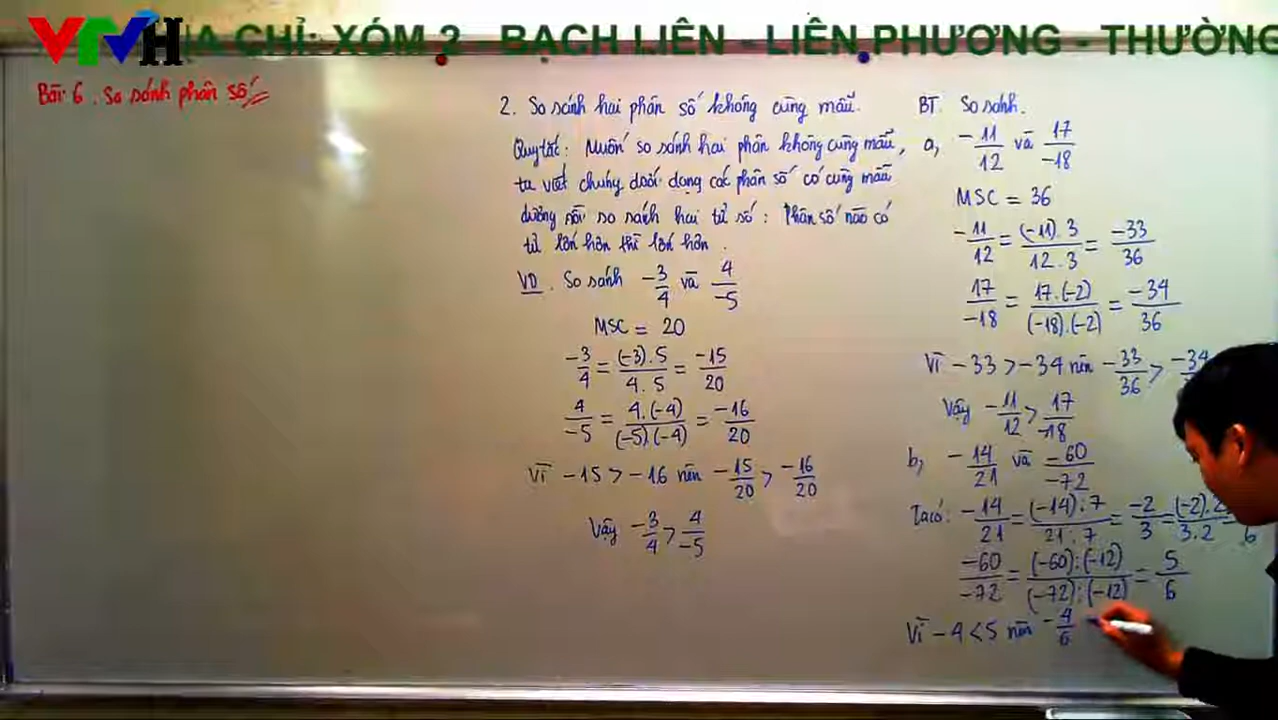 VTVH
ỊA CHỈ: XÓM 2 - BẠCH LIÊN - LIÊN PHƯƠNG - THƯỜNG
Bài 6. So sánh phân số
2. So sánh hai phân số không cùng mẫu.
Quy tắc: Muốn so sánh hai phân không cùng mẫu,
ta viết chúng dưới dạng các phân số có cùng mẫu
dương rồi so sánh hai tử số: Phân số nào có
tử lớn hơn thì lớn hơn.
VD. So sánh -3/4 và 4/-5
MSC = 20
-3/4 = (-3).5/4.5 = -15/20
4/-5 = 4.(-4)/(-5).(-4) = -16/20
Vì -15 > -16 nên -15/20 > -16/20
Vậy -3/4 > 4/-5
BT. So sánh.
a, -11/12 và 17/-18
MSC = 36
-11/12 = (-11).3/12.3 = -33/36
17/-18 = 17.(-2)/(-18).(-2) = -34/36
Vì -33 > -34 nên -33/36 > -34
Vậy -11/12 > 17/-18
b, -14/21 và -60/-72
Ta có: -14/21 = (-14):7/21:7 = -2/3 = (-2).2/3.2 = /6
-60/-72 = (-60):(-12)/(-72):(-12) = 5/6
Vì -4 < 5 nên -4/6